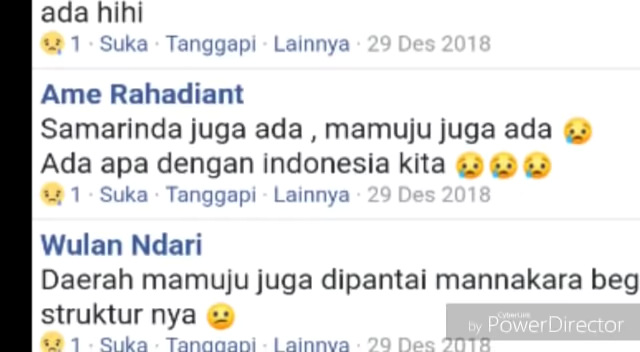 ada hihi
1 · Suka · Tanggapi · Lainnya · 29 Des 2018
Ame Rahadiant
Samarinda juga ada , mamuju juga ada 😢
Ada apa dengan indonesia kita 😢😢😢
1 · Suka · Tanggapi · Lainnya · 29 Des 2018
Wulan Ndari
Daerah mamuju juga dipantai mannakara beg
struktur nya 😕
1 · Suka · Tanggapi · Lainnya · 29 Des 2018
CyberLink
by PowerDirector